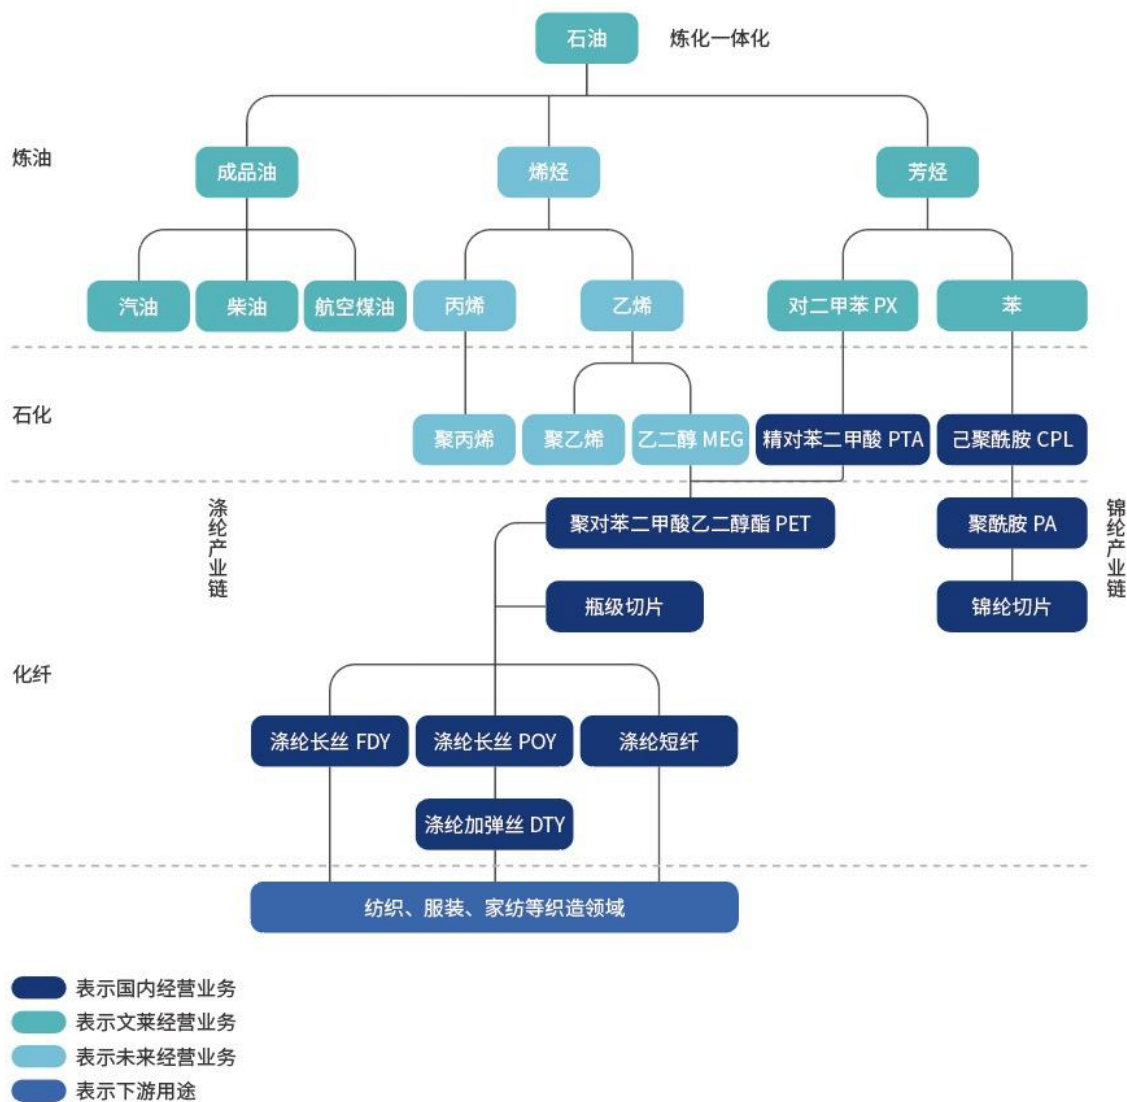 石油
炼化一体化
炼油
成品油
烯烃
芳烃
汽油
柴油
航空煤油
丙烯
乙烯
对二甲苯 PX
苯
石化
聚丙烯
聚乙烯
乙二醇 MEG
精对苯二甲酸 PTA
己聚酰胺 CPL
涤纶产业链
聚对苯二甲酸乙二醇酯 PET
聚酰胺 PA
锦纶产业链
瓶级切片
锦纶切片
化纤
涤纶长丝 FDY
涤纶长丝 POY
涤纶短纤
涤纶加弹丝 DTY
纺织、服装、家纺等织造领域
表示国内经营业务
表示文莱经营业务
表示未来经营业务
表示下游用途